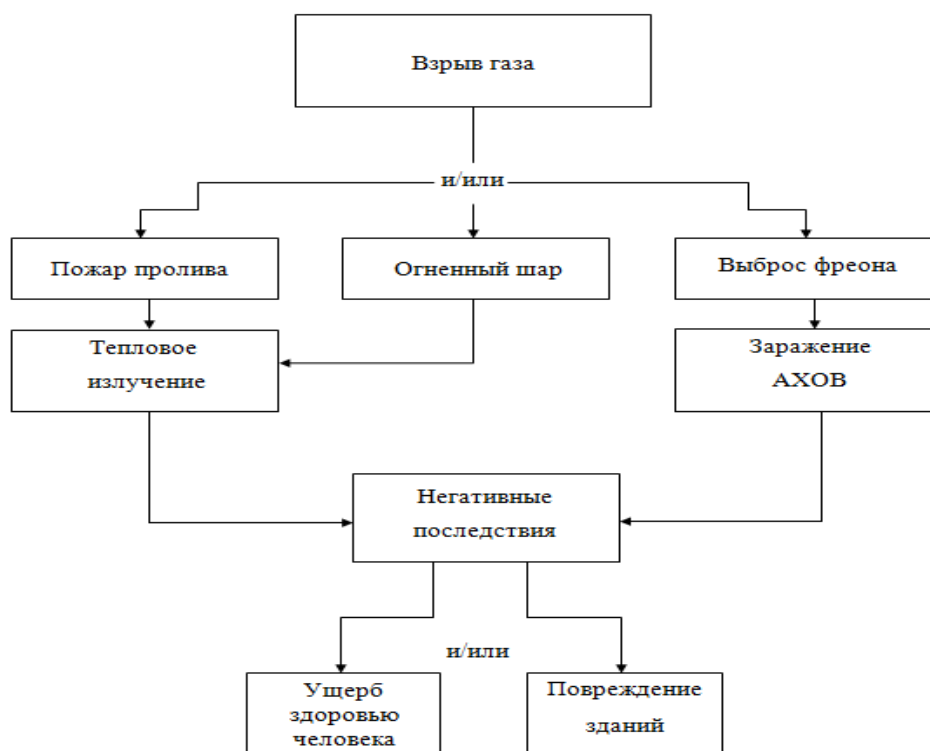 Взрыв газа
и/или
Пожар пролива
Огненный шар
Выброс фреона
Тепловое
излучение
Заражение
АХОВ
Негативные
последствия
и/или
Ущерб
здоровью
человека
Повреждение
зданий